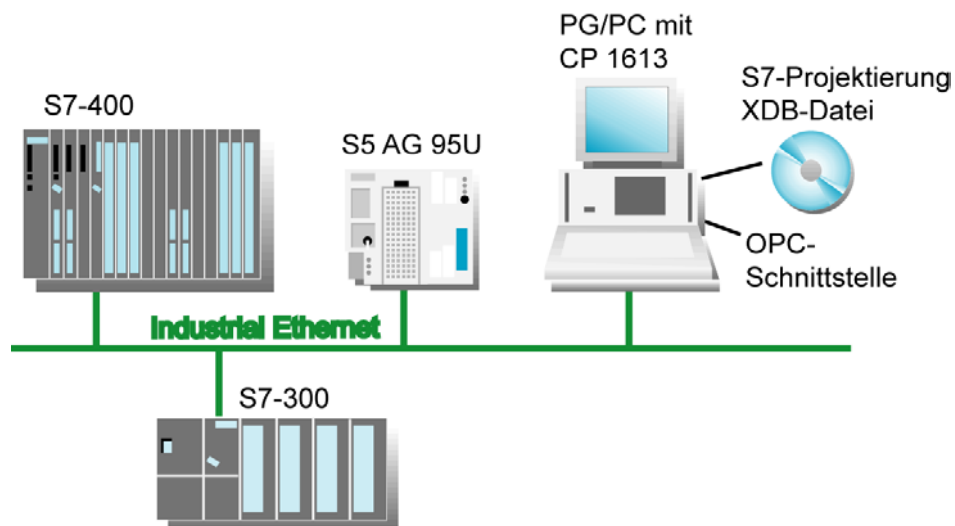 PG/PC mit
CP 1613
S7-Projektierung
XDB-Datei
S7-400
S5 AG 95U
OPC-
Schnittstelle
Industrial Ethernet
S7-300